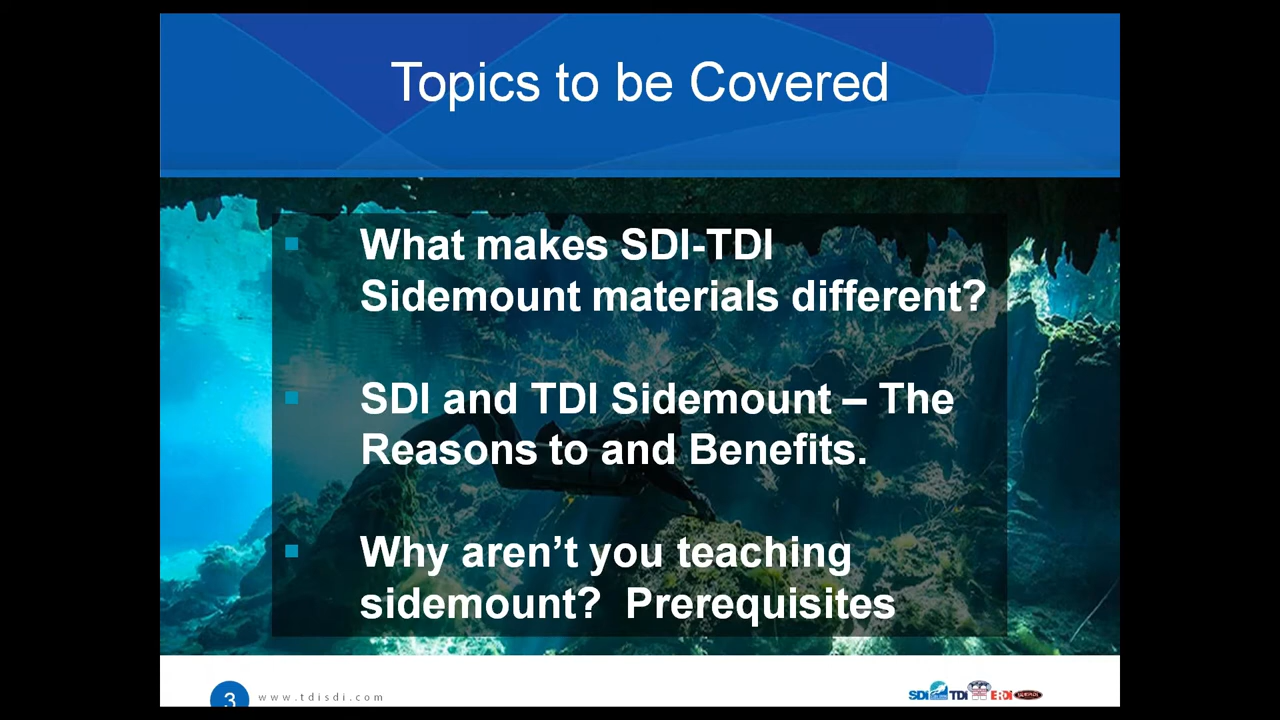 Topics to be Covered
What makes SDI-TDI
Sidemount materials different?
SDI and TDI Sidemount – The
Reasons to and Benefits.
Why aren’t you teaching
sidemount?  Prerequisites
3
www.tdisdi.com
SDI TDI ERDI